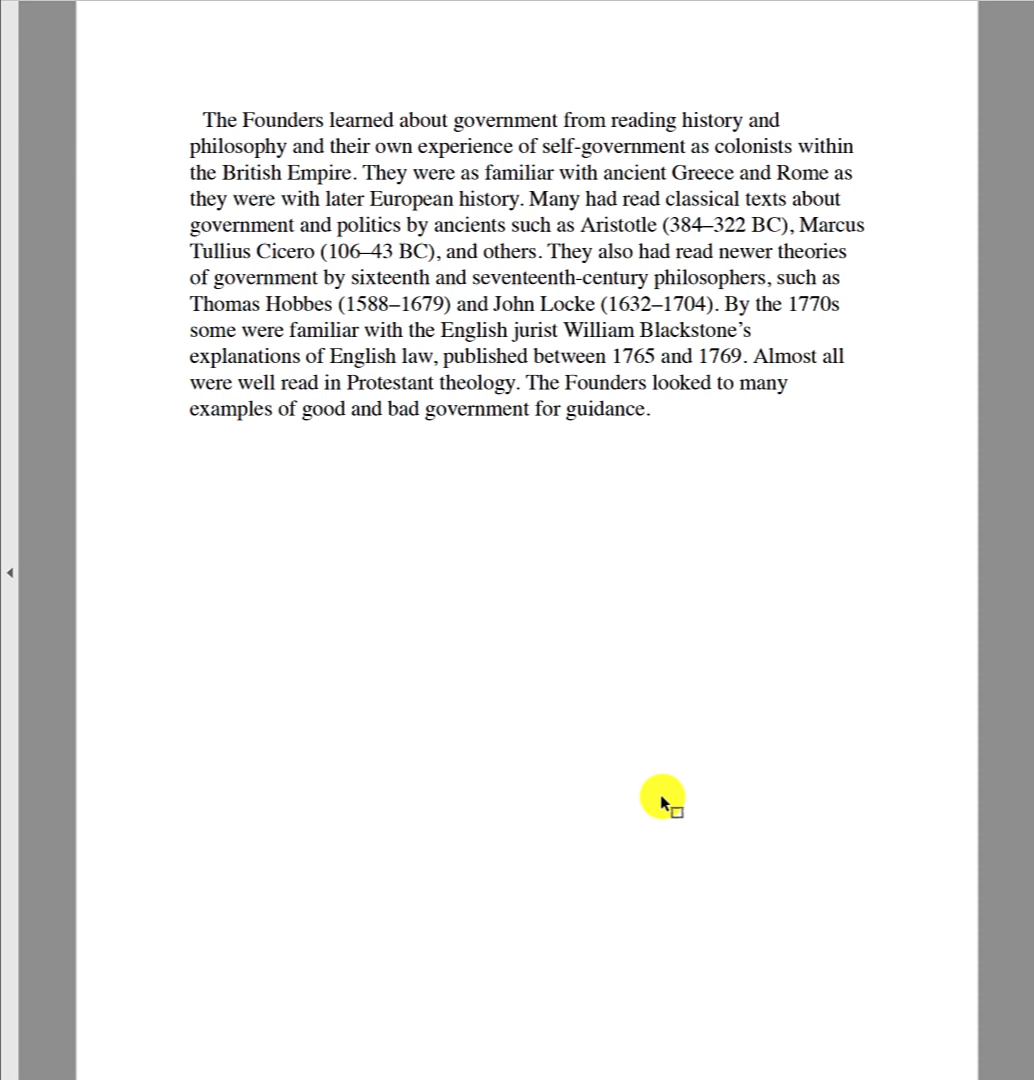 The Founders learned about government from reading history and
philosophy and their own experience of self-government as colonists within
the British Empire. They were as familiar with ancient Greece and Rome as
they were with later European history. Many had read classical texts about
government and politics by ancients such as Aristotle (384–322 BC), Marcus
Tullius Cicero (106–43 BC), and others. They also had read newer theories
of government by sixteenth and seventeenth-century philosophers, such as
Thomas Hobbes (1588–1679) and John Locke (1632–1704). By the 1770s
some were familiar with the English jurist William Blackstone’s
explanations of English law, published between 1765 and 1769. Almost all
were well read in Protestant theology. The Founders looked to many
examples of good and bad government for guidance.